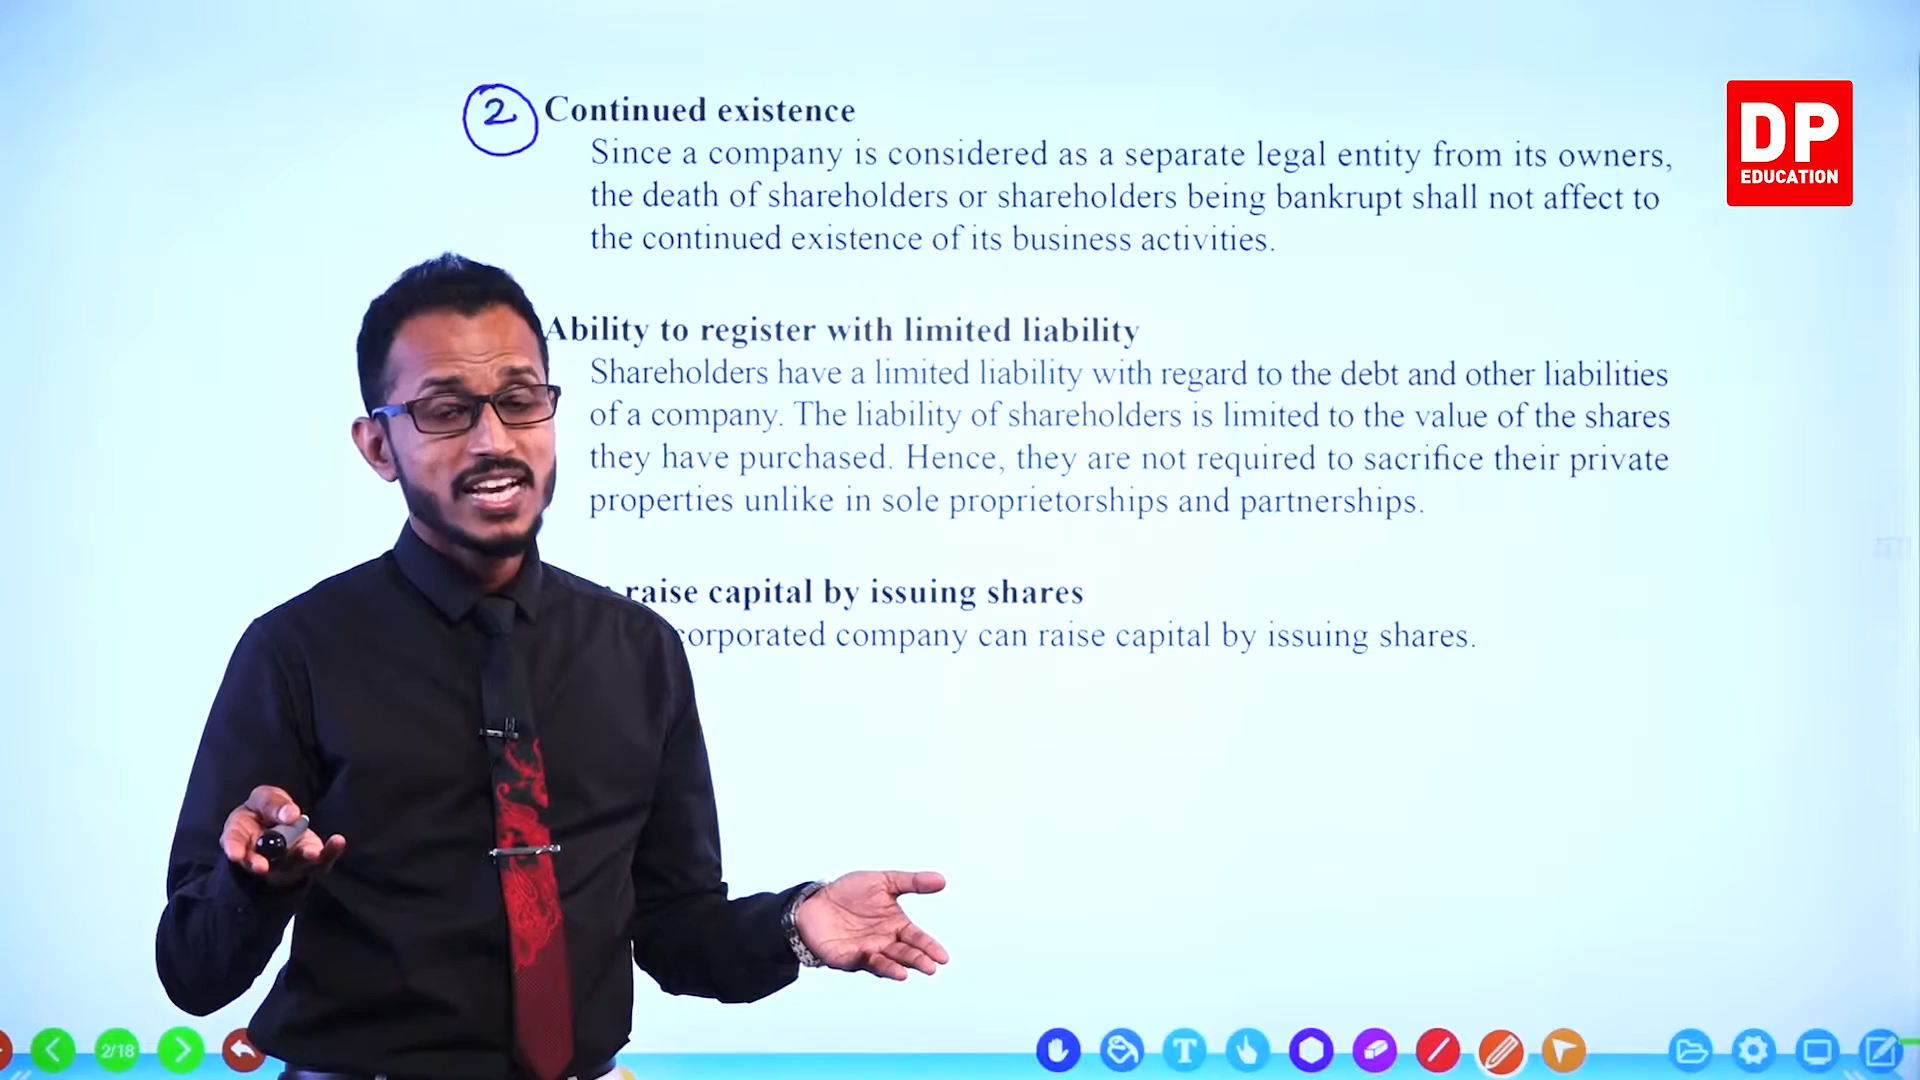 2 Continued existence
Since a company is considered as a separate legal entity from its owners,
the death of shareholders or shareholders being bankrupt shall not affect to
the continued existence of its business activities.
Ability to register with limited liability
Shareholders have a limited liability with regard to the debt and other liabilities
of a company. The liability of shareholders is limited to the value of the shares
they have purchased. Hence, they are not required to sacrifice their private
properties unlike in sole proprietorships and partnerships.
raise capital by issuing shares
corporated company can raise capital by issuing shares.
DP
EDUCATION
2/18
T